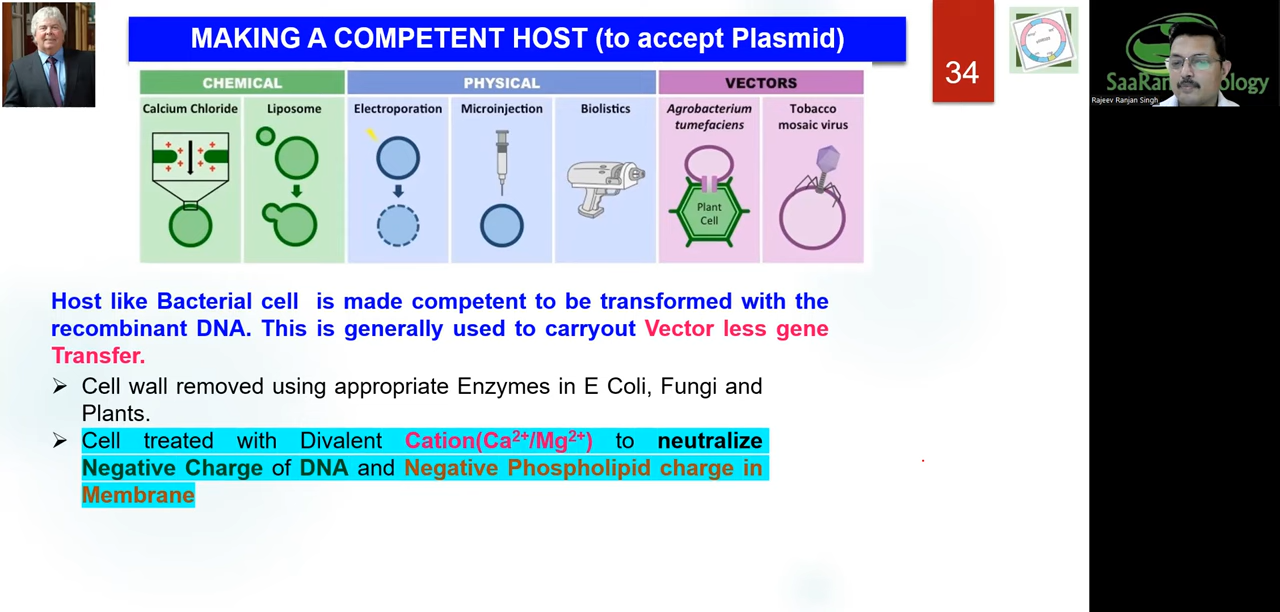 MAKING A COMPETENT HOST (to accept Plasmid)
34
SaaRan
ology
Rajeev Ranjan Singh
CHEMICAL
PHYSICAL
VECTORS
Calcium Chloride
Liposome
Electroporation
Microinjection
Biolistics
Agrobacterium
tumefaciens
Tobacco
mosaic virus
Plant
Cell
Host like Bacterial cell is made competent to be transformed with the
recombinant DNA. This is generally used to carryout Vector less gene
Transfer.
➢ Cell wall removed using appropriate Enzymes in E Coli, Fungi and
Plants.
➢ Cell treated with Divalent Cation(Ca²⁺/Mg²⁺) to neutralize
Negative Charge of DNA and Negative Phospholipid charge in
Membrane